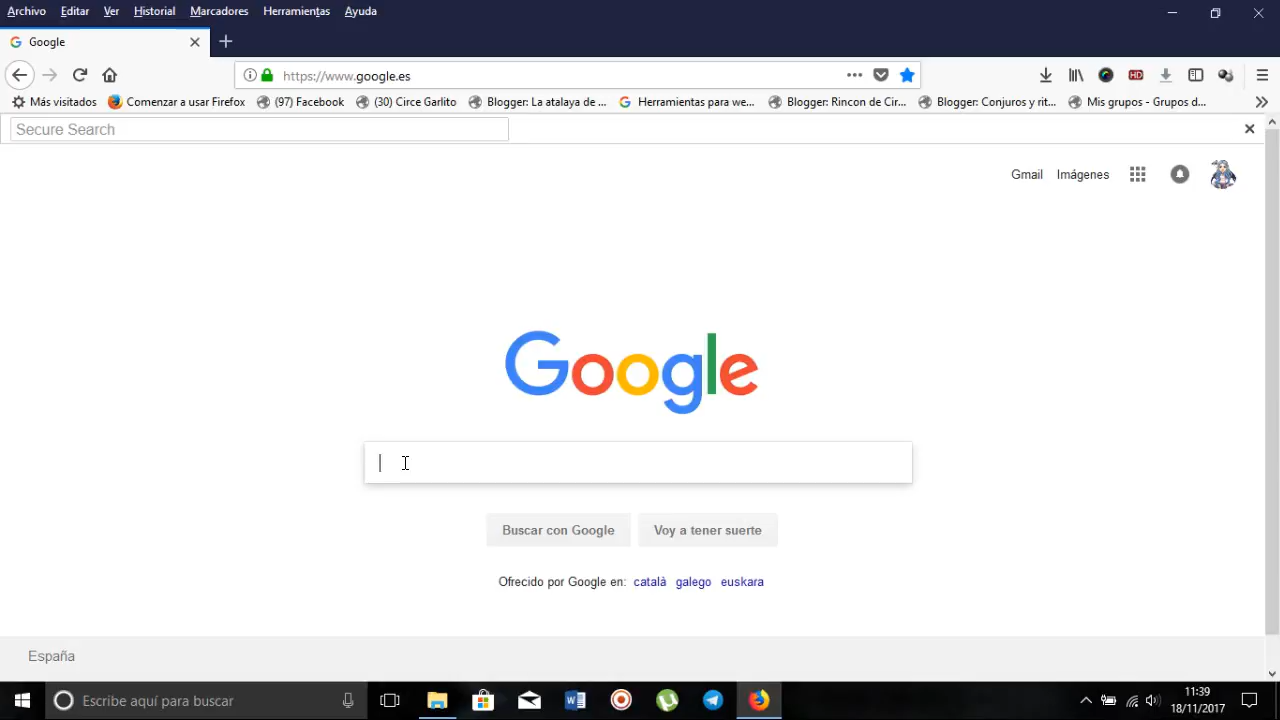 Archivo Editar Ver Historial Marcadores Herramientas Ayuda
Google
https://www.google.es
HD
Más visitados Comenzar a usar Firefox (97) Facebook (30) Circe Garlito Blogger: La atalaya de ... Herramientas para we... Blogger: Rincon de Cir... Blogger: Conjuros y rit... Mis grupos - Grupos d...
Secure Search
Gmail Imágenes
Google
Buscar con Google Voy a tener suerte
Ofrecido por Google en: català galego euskara
España
Escribe aquí para buscar
11:39
18/11/2017